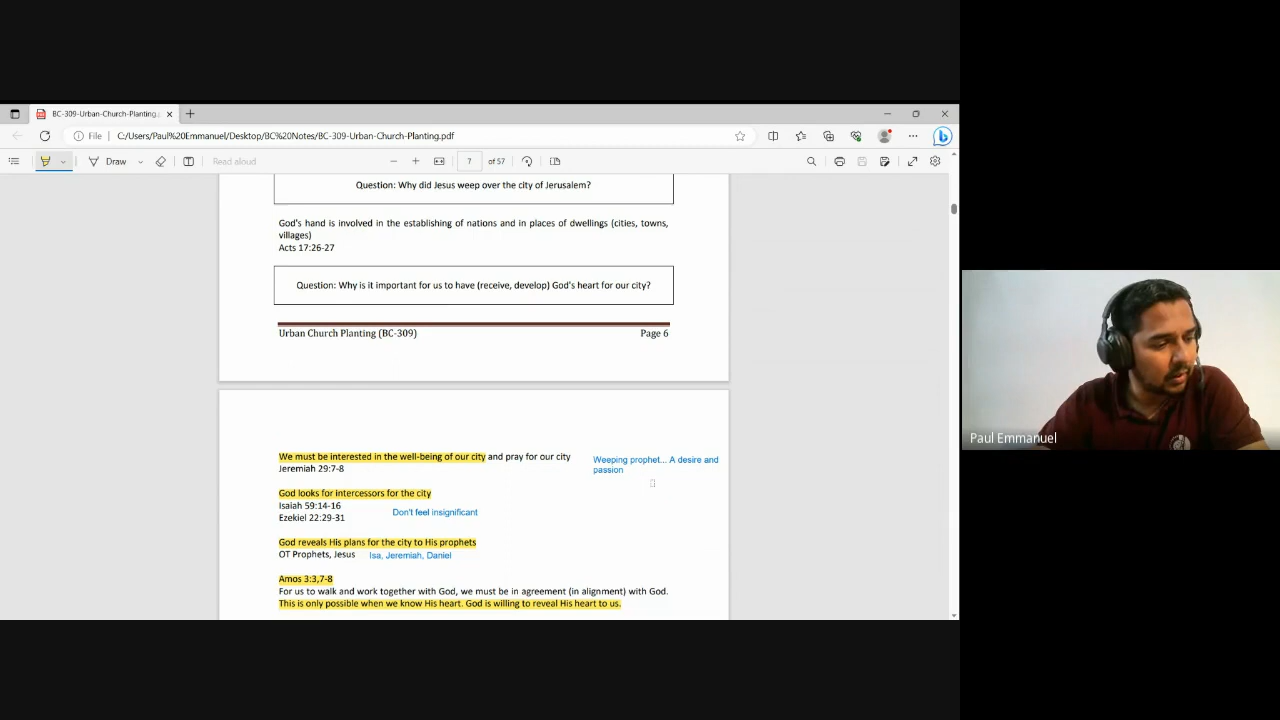 BC-309-Urban-Church-Planting.
File
C:/Users/Paul%20Emmanuel/Desktop/BC%20Notes/BC-309-Urban-Church-Planting.pdf
Draw
Read aloud
7 of 57
Question: Why did Jesus weep over the city of Jerusalem?
God's hand is involved in the establishing of nations and in places of dwellings (cities, towns,
villages)
Acts 17:26-27
Question: Why is it important for us to have (receive, develop) God's heart for our city?
Urban Church Planting (BC-309) Page 6
We must be interested in the well-being of our city and pray for our city
Jeremiah 29:7-8
Weeping prophet... A desire and
passion
God looks for intercessors for the city
Isaiah 59:14-16
Ezekiel 22:29-31
Don't feel insignificant
God reveals His plans for the city to His prophets
OT Prophets, Jesus Isa, Jeremiah, Daniel
Amos 3:3,7-8
For us to walk and work together with God, we must be in agreement (in alignment) with God.
This is only possible when we know His heart. God is willing to reveal His heart to us.
Paul Emmanuel